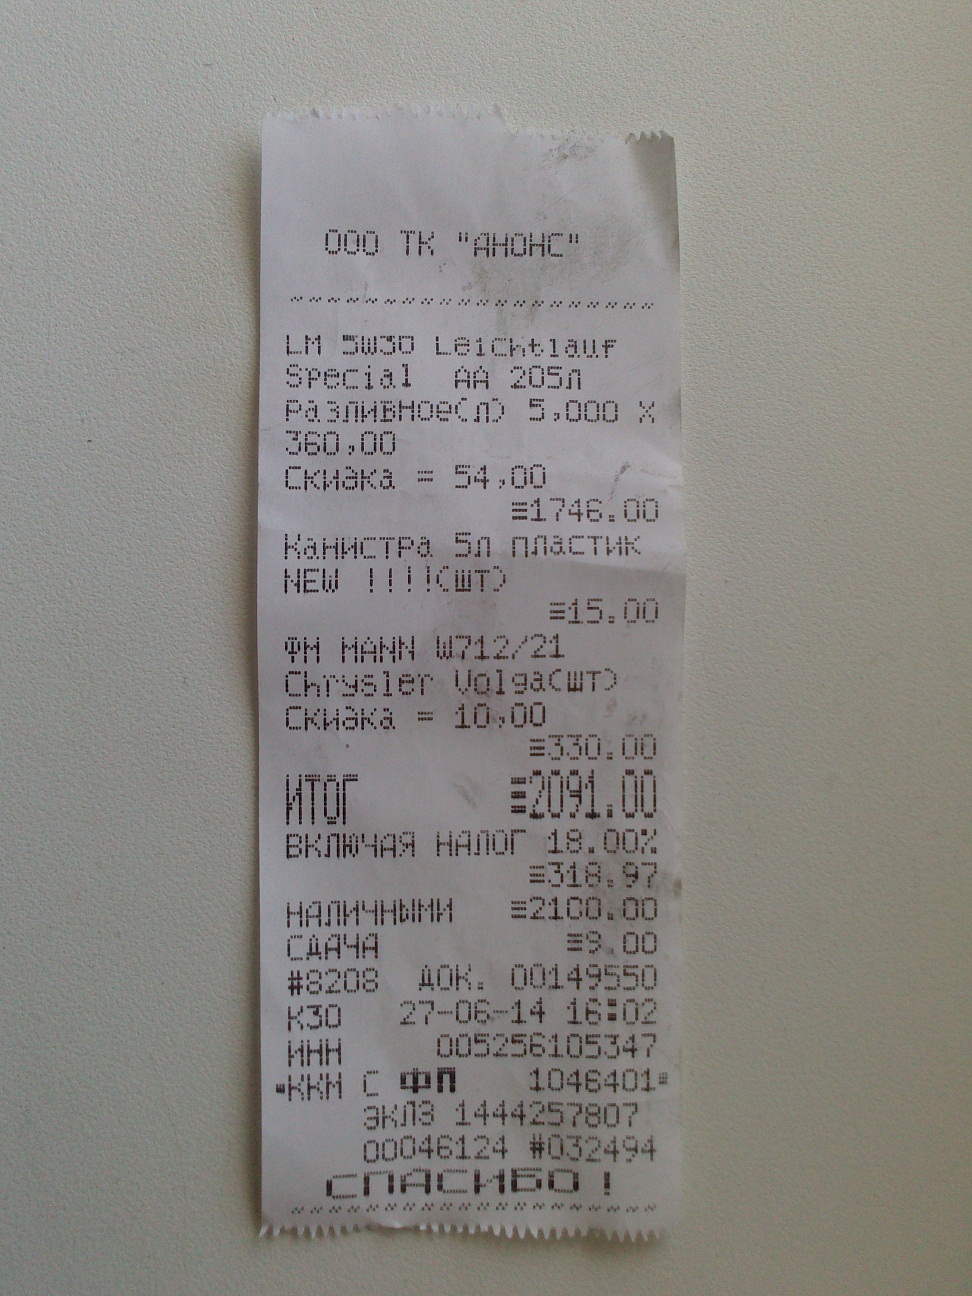 ООО ТК "АНОНС"
LM 5W30 Leichtlauf
Special АА 205л
Разливное(л) 5,000 X
360,00
Скидка = 54,00
≡1746.00
Канистра 5л пластик
NEW !!!!(шт)
≡15.00
ФМ MANN W712/21
Chrysler Volga(шт)
Скидка = 10,00
≡330.00
ИТОГ ≡2091.00
ВКЛЮЧАЯ НАЛОГ 18.00%
≡318.97
НАЛИЧНЫМИ ≡2100.00
СДАЧА ≡9.00
#8208 ДОК. 00149550
К30 27-06-14 16:02
ИНН 005256105347
ККМ С ФП 1046401
ЭКЛЗ 1444257807
00046124 #032494
СПАСИБО!